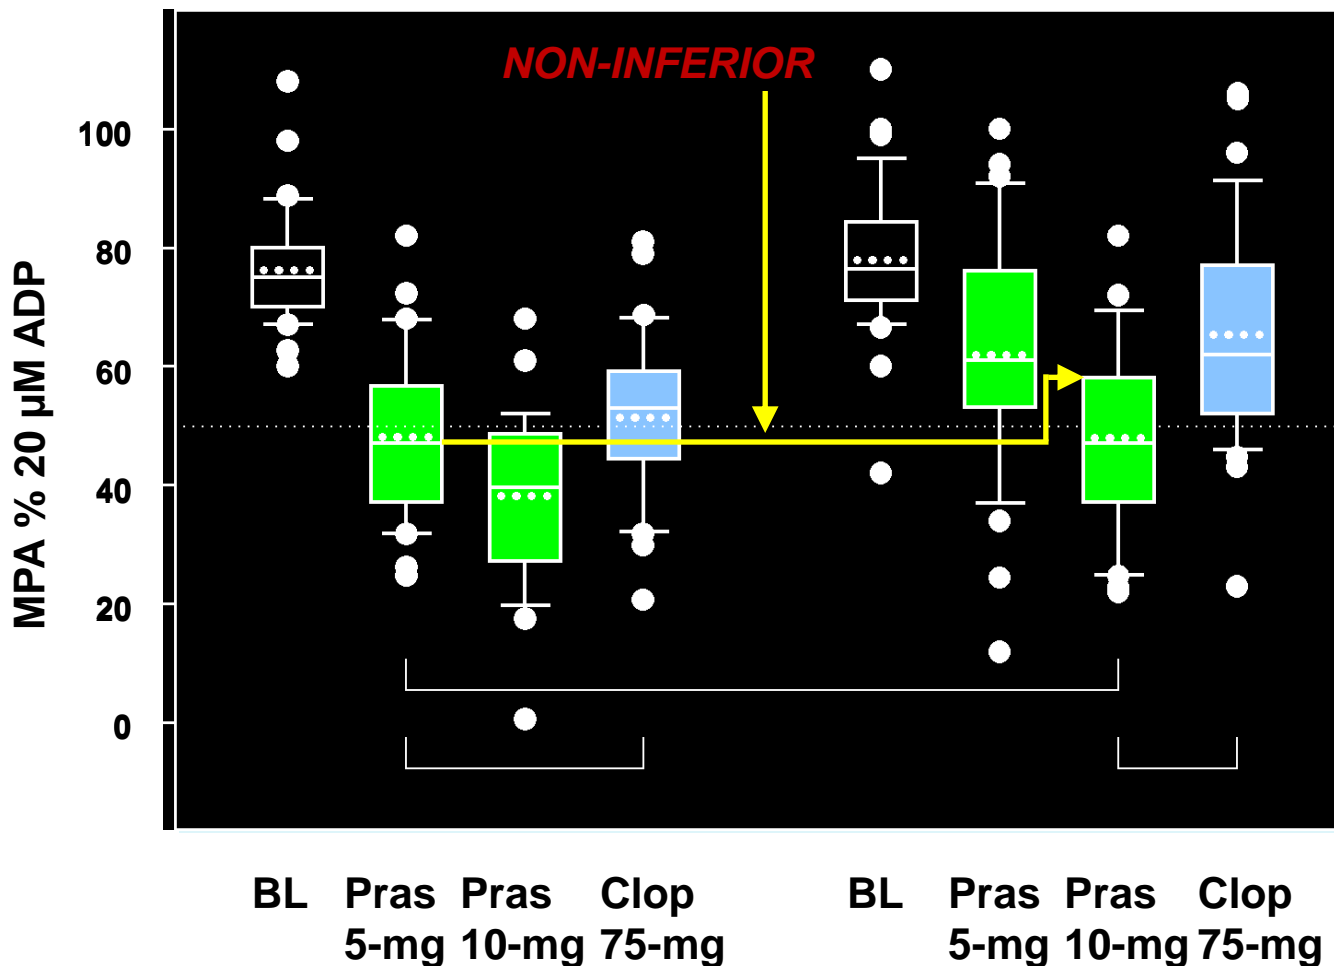 NON-INFERIOR
MPA % 20 µM ADP
100
80
60
40
20
0
BL Pras Pras Clop BL Pras Pras Clop
5-mg 10-mg 75-mg 5-mg 10-mg 75-mg